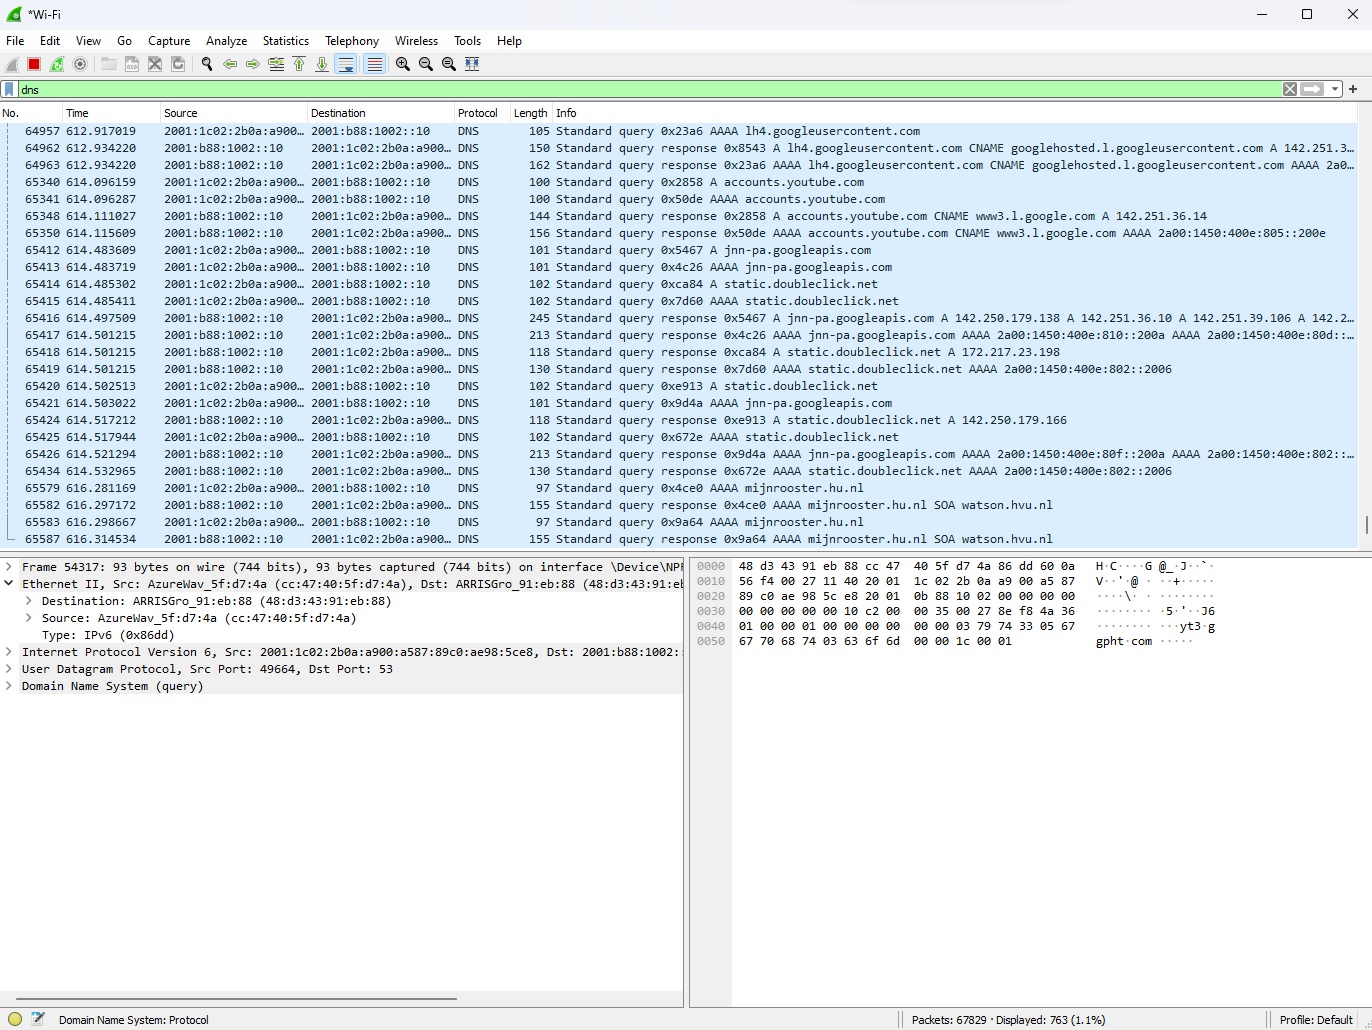 *Wi-Fi
File Edit View Go Capture Analyze Statistics Telephony Wireless Tools Help
dns
No. Time Source Destination Protocol Length Info
64957 612.917019 2001:1c02:2b0a:a900… 2001:b88:1002::10 DNS 105 Standard query 0x23a6 AAAA lh4.googleusercontent.com
64962 612.934220 2001:b88:1002::10 2001:1c02:2b0a:a900… DNS 150 Standard query response 0x8543 A lh4.googleusercontent.com CNAME googlehosted.l.googleusercontent.com A 142.251.3…
64963 612.934220 2001:b88:1002::10 2001:1c02:2b0a:a900… DNS 162 Standard query response 0x23a6 AAAA lh4.googleusercontent.com CNAME googlehosted.l.googleusercontent.com AAAA 2a0…
65340 614.096159 2001:1c02:2b0a:a900… 2001:b88:1002::10 DNS 100 Standard query 0x2858 A accounts.youtube.com
65341 614.096287 2001:1c02:2b0a:a900… 2001:b88:1002::10 DNS 100 Standard query 0x50de AAAA accounts.youtube.com
65348 614.111027 2001:b88:1002::10 2001:1c02:2b0a:a900… DNS 144 Standard query response 0x2858 A accounts.youtube.com CNAME www3.l.google.com A 142.251.36.14
65350 614.115609 2001:b88:1002::10 2001:1c02:2b0a:a900… DNS 156 Standard query response 0x50de AAAA accounts.youtube.com CNAME www3.l.google.com AAAA 2a00:1450:400e:805::200e
65412 614.483609 2001:1c02:2b0a:a900… 2001:b88:1002::10 DNS 101 Standard query 0x5467 A jnn-pa.googleapis.com
65413 614.483719 2001:1c02:2b0a:a900… 2001:b88:1002::10 DNS 101 Standard query 0x4c26 AAAA jnn-pa.googleapis.com
65414 614.485302 2001:1c02:2b0a:a900… 2001:b88:1002::10 DNS 102 Standard query 0xca84 A static.doubleclick.net
65415 614.485411 2001:1c02:2b0a:a900… 2001:b88:1002::10 DNS 102 Standard query 0x7d60 AAAA static.doubleclick.net
65416 614.497509 2001:b88:1002::10 2001:1c02:2b0a:a900… DNS 245 Standard query response 0x5467 A jnn-pa.googleapis.com A 142.250.179.138 A 142.251.36.10 A 142.251.39.106 A 142.2…
65417 614.501215 2001:b88:1002::10 2001:1c02:2b0a:a900… DNS 213 Standard query response 0x4c26 AAAA jnn-pa.googleapis.com AAAA 2a00:1450:400e:810::200a AAAA 2a00:1450:400e:80d::…
65418 614.501215 2001:b88:1002::10 2001:1c02:2b0a:a900… DNS 118 Standard query response 0xca84 A static.doubleclick.net A 172.217.23.198
65419 614.501215 2001:b88:1002::10 2001:1c02:2b0a:a900… DNS 130 Standard query response 0x7d60 AAAA static.doubleclick.net AAAA 2a00:1450:400e:802::2006
65420 614.502513 2001:1c02:2b0a:a900… 2001:b88:1002::10 DNS 102 Standard query 0xe913 A static.doubleclick.net
65421 614.503022 2001:1c02:2b0a:a900… 2001:b88:1002::10 DNS 101 Standard query 0x9d4a AAAA jnn-pa.googleapis.com
65424 614.517212 2001:b88:1002::10 2001:1c02:2b0a:a900… DNS 118 Standard query response 0xe913 A static.doubleclick.net A 142.250.179.166
65425 614.517944 2001:1c02:2b0a:a900… 2001:b88:1002::10 DNS 102 Standard query 0x672e AAAA static.doubleclick.net
65426 614.521294 2001:b88:1002::10 2001:1c02:2b0a:a900… DNS 213 Standard query response 0x9d4a AAAA jnn-pa.googleapis.com AAAA 2a00:1450:400e:80f::200a AAAA 2a00:1450:400e:802::…
65434 614.532965 2001:b88:1002::10 2001:1c02:2b0a:a900… DNS 130 Standard query response 0x672e AAAA static.doubleclick.net AAAA 2a00:1450:400e:802::2006
65579 616.281169 2001:1c02:2b0a:a900… 2001:b88:1002::10 DNS 97 Standard query 0x4ce0 AAAA mijnrooster.hu.nl
65582 616.297172 2001:b88:1002::10 2001:1c02:2b0a:a900… DNS 155 Standard query response 0x4ce0 AAAA mijnrooster.hu.nl SOA watson.hvu.nl
65583 616.298667 2001:1c02:2b0a:a900… 2001:b88:1002::10 DNS 97 Standard query 0x9a64 AAAA mijnrooster.hu.nl
65587 616.314534 2001:b88:1002::10 2001:1c02:2b0a:a900… DNS 155 Standard query response 0x9a64 AAAA mijnrooster.hu.nl SOA watson.hvu.nl
Frame 54317: 93 bytes on wire (744 bits), 93 bytes captured (744 bits) on interface \Device\NPF
Ethernet II, Src: AzureWav_5f:d7:4a (cc:47:40:5f:d7:4a), Dst: ARRISGro_91:eb:88 (48:d3:43:91:eb
Destination: ARRISGro_91:eb:88 (48:d3:43:91:eb:88)
Source: AzureWav_5f:d7:4a (cc:47:40:5f:d7:4a)
Type: IPv6 (0x86dd)
Internet Protocol Version 6, Src: 2001:1c02:2b0a:a900:a587:89c0:ae98:5ce8, Dst: 2001:b88:1002:
User Datagram Protocol, Src Port: 49664, Dst Port: 53
Domain Name System (query)
0000 48 d3 43 91 eb 88 cc 47 40 5f d7 4a 86 dd 60 0a H·C····G @_·J··`·
0010 56 f4 00 27 11 40 20 01 1c 02 2b 0a a9 00 a5 87 V··'·@ · ··+·····
0020 89 c0 ae 98 5c e8 20 01 0b 88 10 02 00 00 00 00 ····\· · ········
0030 00 00 00 00 00 10 c2 00 00 35 00 27 8e f8 4a 36 ········ ·5·'··J6
0040 01 00 00 01 00 00 00 00 00 00 03 79 74 33 05 67 ········ ···yt3·g
0050 67 70 68 74 03 63 6f 6d 00 00 1c 00 01 gpht·com ·····
Domain Name System: Protocol
Packets: 67829 · Displayed: 763 (1.1%)
Profile: Default